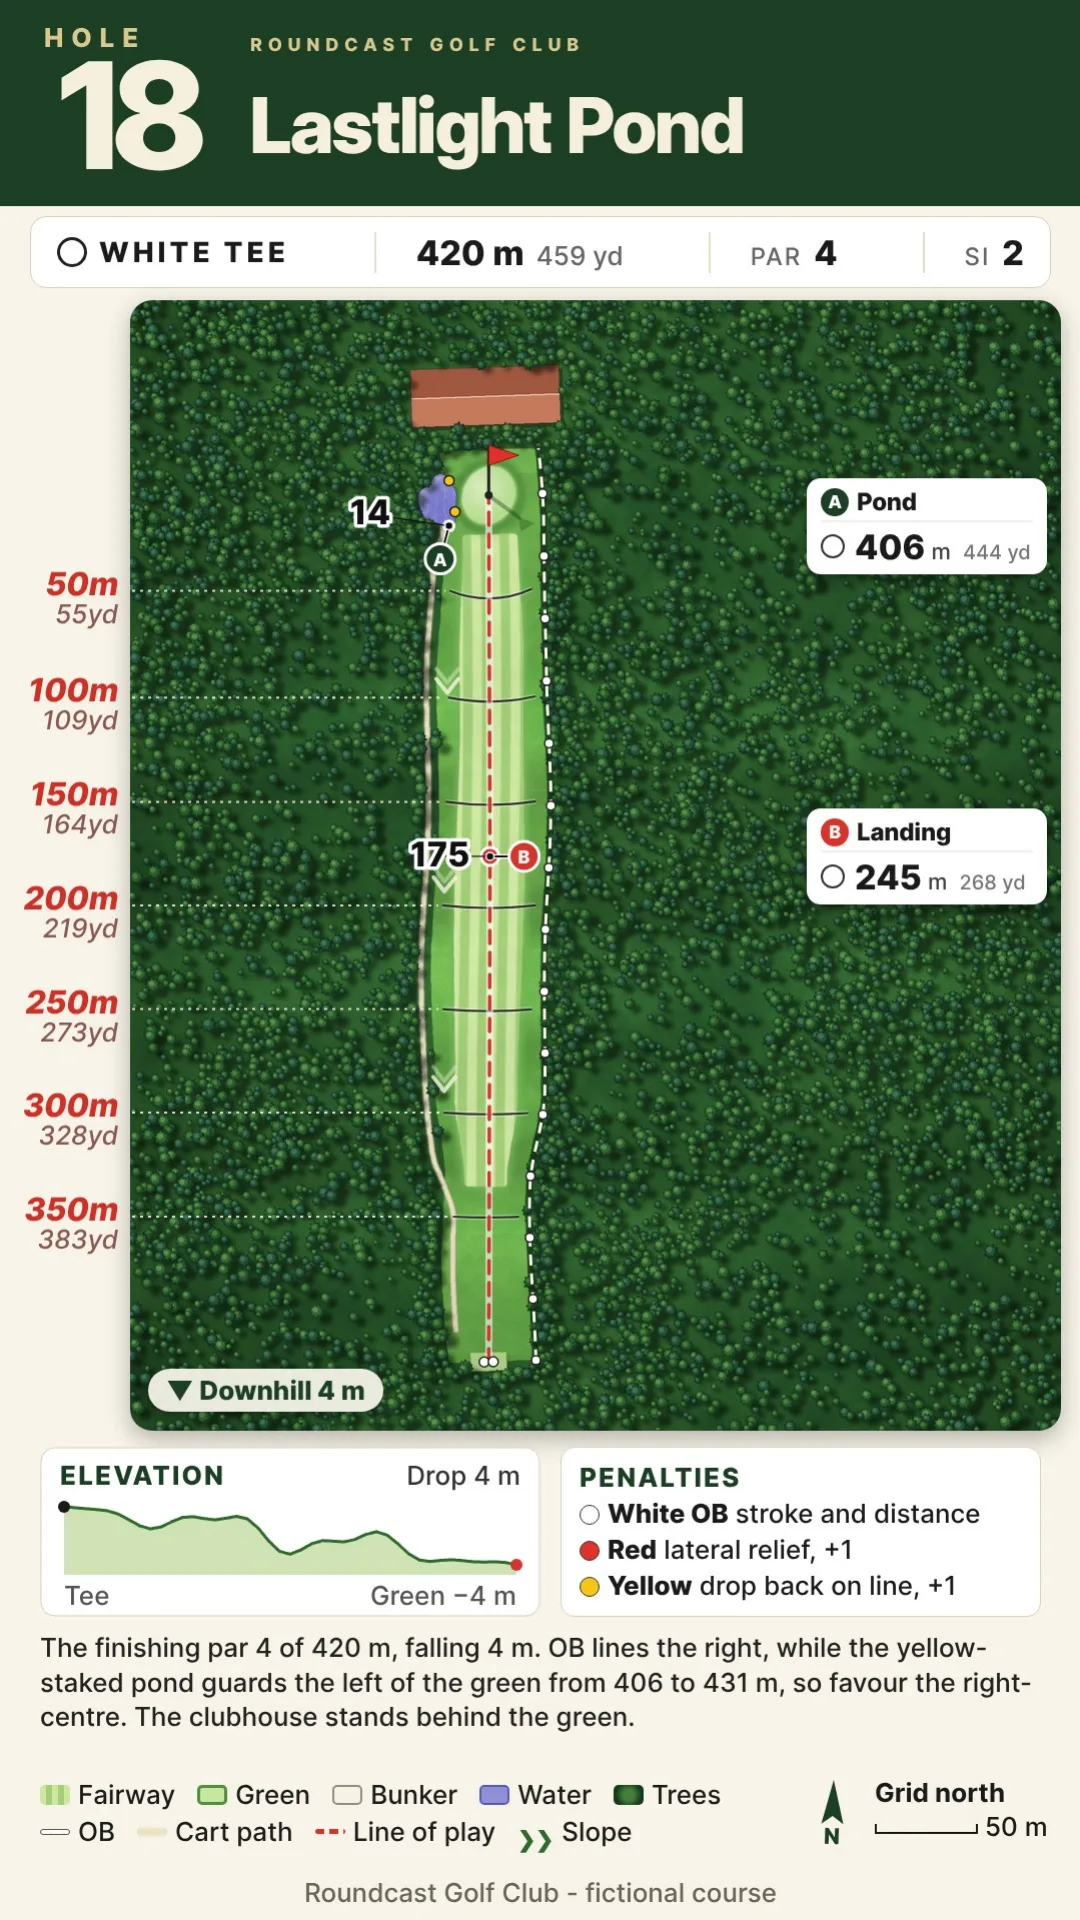 HOLE
18
ROUNDCAST GOLF CLUB
Lastlight Pond
WHITE TEE
420 m 459 yd
PAR 4
SI 2
14
A
A Pond
406 m 444 yd
50m
55yd
100m
109yd
150m
164yd
B Landing
245 m 268 yd
175
B
200m
219yd
250m
273yd
300m
328yd
350m
383yd
▼ Downhill 4 m
ELEVATION
Drop 4 m
Tee
Green −4 m
PENALTIES
White OB stroke and distance
Red lateral relief, +1
Yellow drop back on line, +1
The finishing par 4 of 420 m, falling 4 m. OB lines the right, while the yellow-
staked pond guards the left of the green from 406 to 431 m, so favour the right-
centre. The clubhouse stands behind the green.
Fairway Green Bunker Water Trees
OB Cart path Line of play Slope
N
Grid north
50 m
Roundcast Golf Club - fictional course